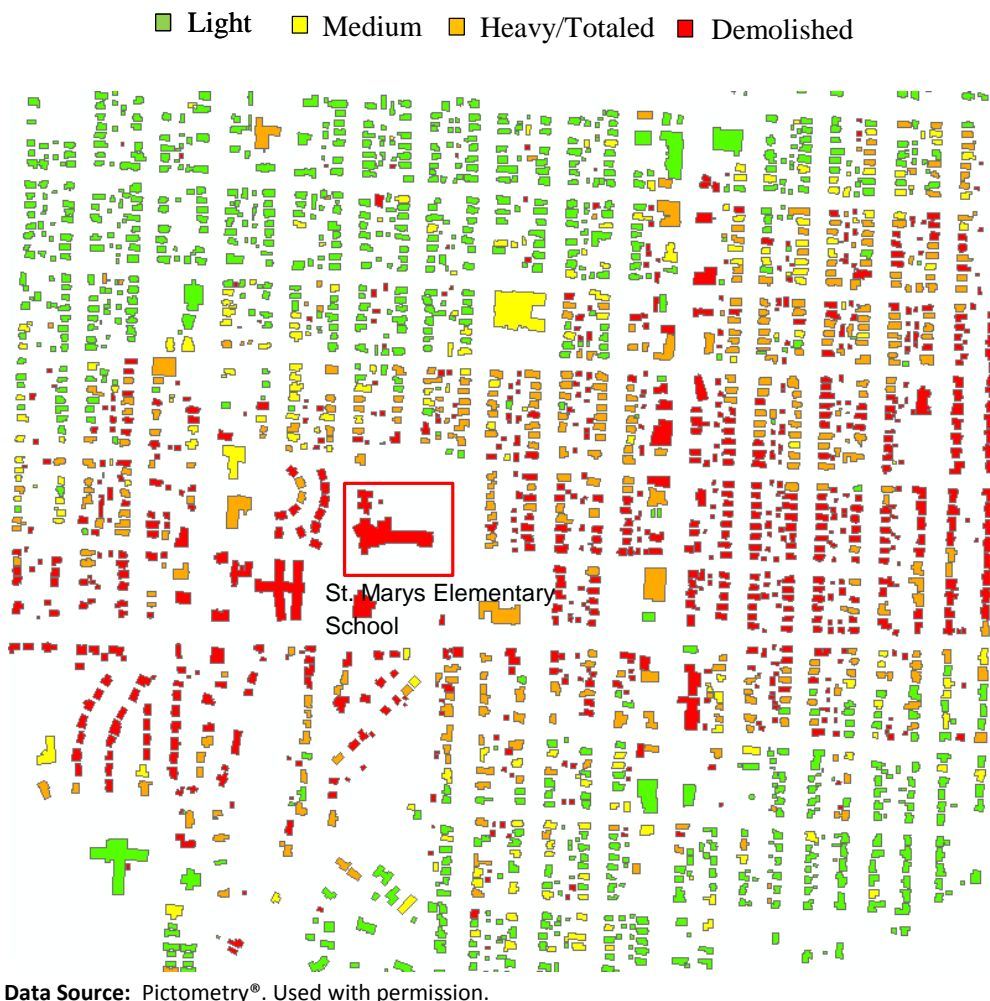 Light Medium Heavy/Totaled Demolished
St. Marys Elementary
School
Data Source: Pictometry®. Used with permission.